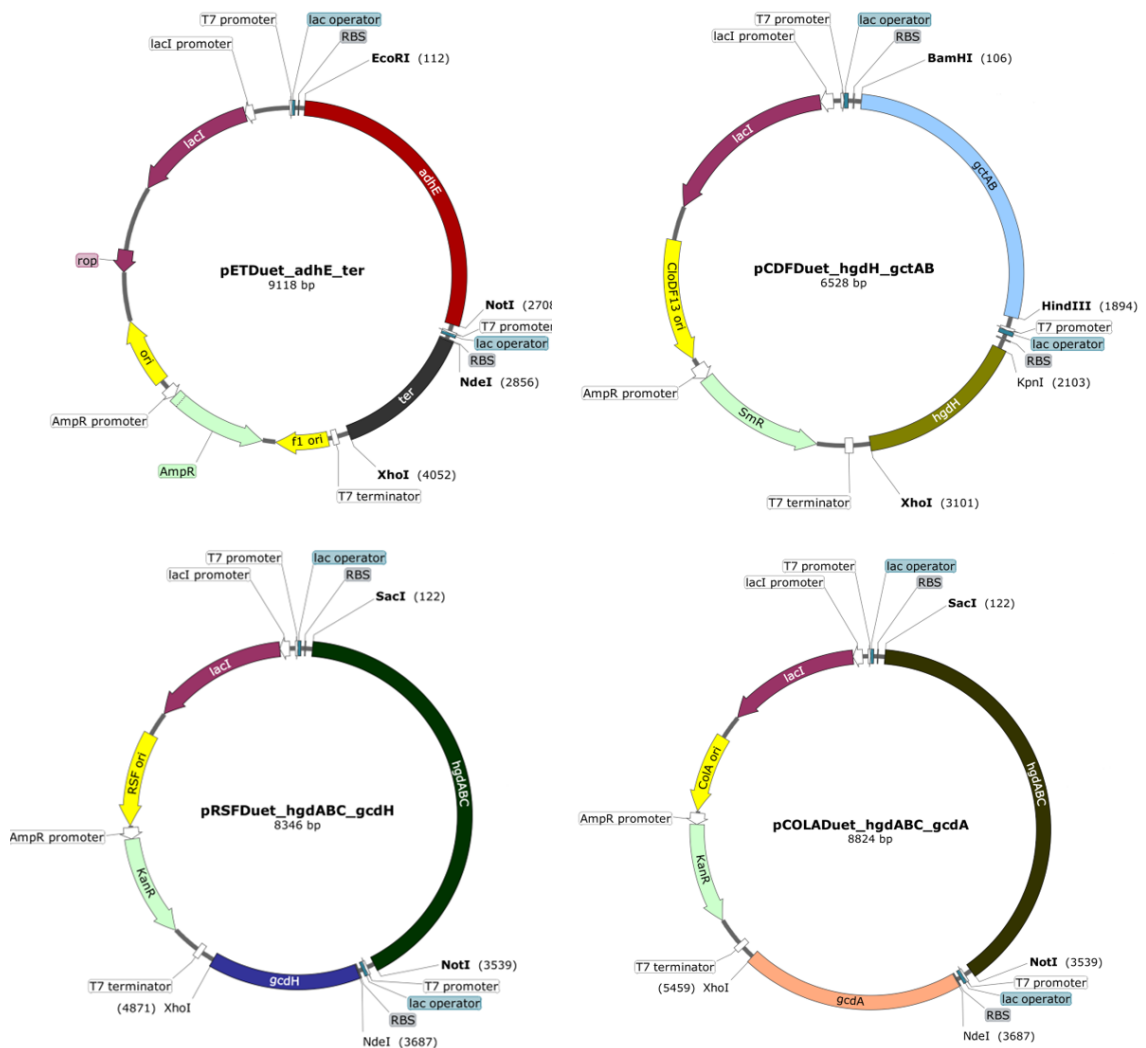 T7 promoter
lac operator
lacI promoter
RBS
EcoRI (112)
lacI
adhE
rop
pETDuet_adhE_ter
9118 bp
NotI (2708
T7 promoter
lac operator
RBS
NdeI (2856)
ori
ter
AmpR promoter
AmpR
f1 ori
XhoI (4052)
T7 terminator
T7 promoter
lac operator
lacI promoter
RBS
BamHI (106)
lacI
gctAB
CloDF13 ori
pCDFDuet_hgdH_gctAB
6528 bp
HindIII (1894)
T7 promoter
lac operator
RBS
KpnI (2103)
AmpR promoter
SmR
hgdH
T7 terminator
XhoI (3101)
T7 promoter
lac operator
lacI promoter
RBS
SacI (122)
lacI
hgdABC
RSF ori
pRSFDuet_hgdABC_gcdH
8346 bp
AmpR promoter
KanR
NotI (3539)
T7 promoter
lac operator
RBS
NdeI (3687)
gcdH
T7 terminator
(4871) XhoI
T7 promoter
lac operator
lacI promoter
RBS
SacI (122)
lacI
hgdABC
ColA ori
pCOLADuet_hgdABC_gcdA
8824 bp
AmpR promoter
KanR
NotI (3539)
T7 promoter
lac operator
RBS
NdeI (3687)
gcdA
T7 terminator
(5459) XhoI